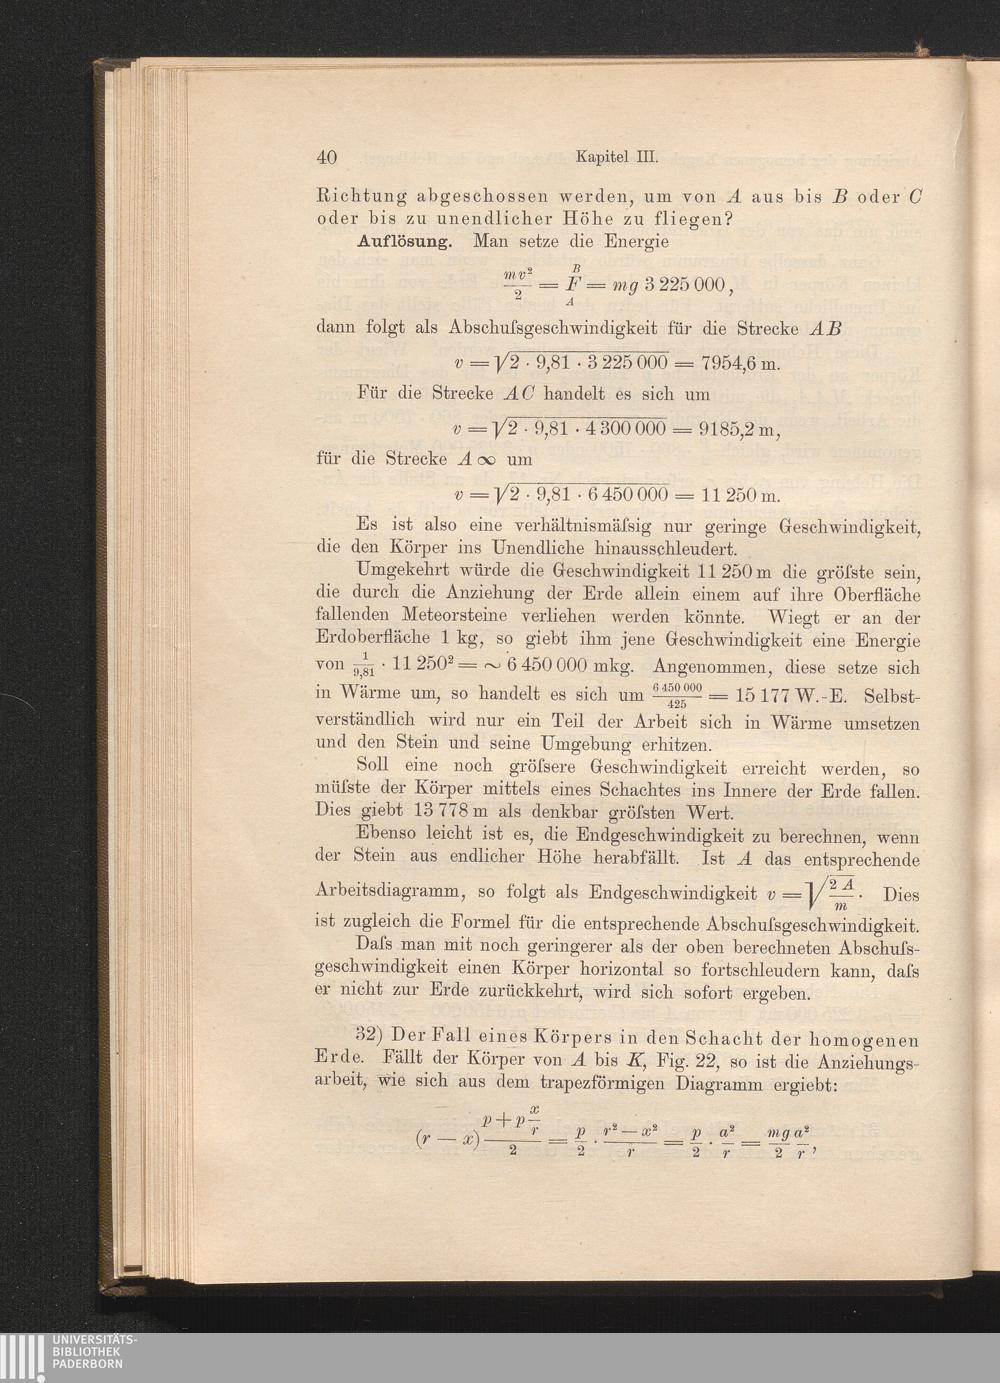 40 Kapitel III.
Richtung abgeschossen werden, um von A aus bis B oder C
oder bis zu unendlicher Höhe zu fliegen?
Auflösung. Man setze die Energie
mv²/2 = F_A^B = mg 3 225 000,
dann folgt als Abschuſsgeschwindigkeit für die Strecke AB
v = √(2 · 9,81 · 3 225 000) = 7954,6 m.
Für die Strecke AC handelt es sich um
v = √(2 · 9,81 · 4 300 000) = 9185,2 m,
für die Strecke A∞ um
v = √(2 · 9,81 · 6 450 000) = 11 250 m.
Es ist also eine verhältnismäſsig nur geringe Geschwindigkeit,
die den Körper ins Unendliche hinausschleudert.
Umgekehrt würde die Geschwindigkeit 11 250 m die gröſste sein,
die durch die Anziehung der Erde allein einem auf ihre Oberfläche
fallenden Meteorsteine verliehen werden könnte. Wiegt er an der
Erdoberfläche 1 kg, so giebt ihm jene Geschwindigkeit eine Energie
von 1/9,81 · 11 250² = ∼ 6 450 000 mkg. Angenommen, diese setze sich
in Wärme um, so handelt es sich um 6 450 000/425 = 15 177 W.-E. Selbst-
verständlich wird nur ein Teil der Arbeit sich in Wärme umsetzen
und den Stein und seine Umgebung erhitzen.
Soll eine noch gröſsere Geschwindigkeit erreicht werden, so
müſste der Körper mittels eines Schachtes ins Innere der Erde fallen.
Dies giebt 13 778 m als denkbar gröſsten Wert.
Ebenso leicht ist es, die Endgeschwindigkeit zu berechnen, wenn
der Stein aus endlicher Höhe herabfällt. Ist A das entsprechende
Arbeitsdiagramm, so folgt als Endgeschwindigkeit v = √(2A/m). Dies
ist zugleich die Formel für die entsprechende Abschuſsgeschwindigkeit.
Daſs man mit noch geringerer als der oben berechneten Abschuſs-
geschwindigkeit einen Körper horizontal so fortschleudern kann, daſs
er nicht zur Erde zurückkehrt, wird sich sofort ergeben.
32) Der Fall eines Körpers in den Schacht der homogenen
Erde. Fällt der Körper von A bis K, Fig. 22, so ist die Anziehungs-
arbeit, wie sich aus dem trapezförmigen Diagramm ergiebt:
(r — x) (p + p x/r)/2 = p/2 · (r² — x²)/r = p/2 · a²/r = mg/2 a²/r,
UNIVERSITÄTS-
BIBLIOTHEK
PADERBORN